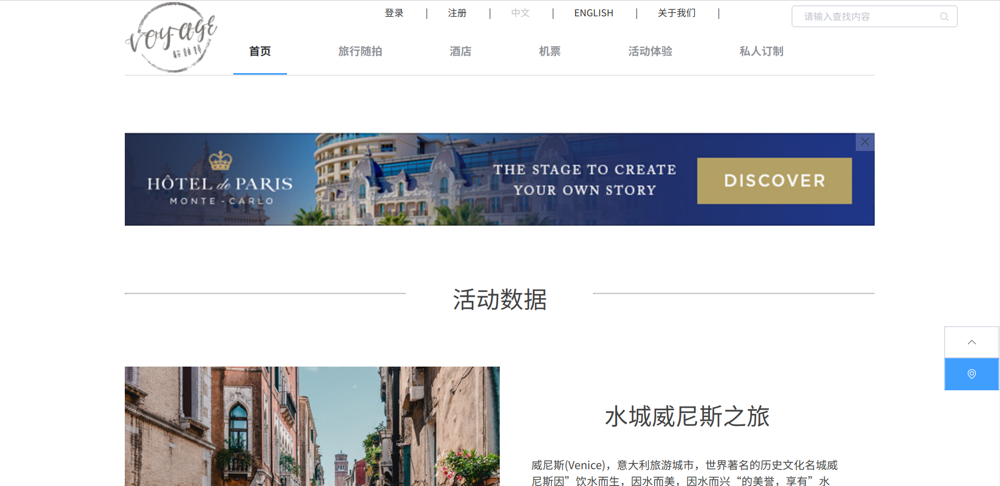 voyage
登录 | 注册 | 中文 | ENGLISH | 关于我们 |
请输入查找内容
首页 旅行随拍 酒店 机票 活动体验 私人订制
HÔTEL de PARIS
MONTE-CARLO
THE STAGE TO CREATE
YOUR OWN STORY
DISCOVER
活动数据
水城威尼斯之旅
威尼斯(Venice)，意大利旅游城市，世界著名的历史文化名城威
尼斯因”饮水而生，因水而美，因水而兴“的美誉，享有”水